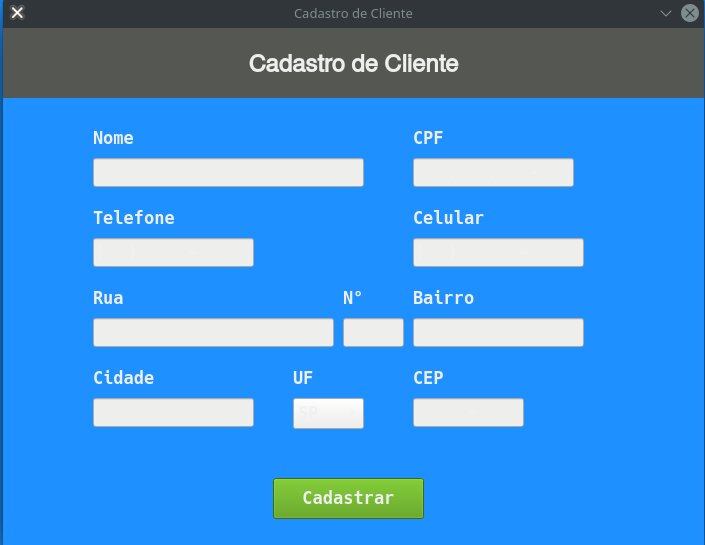 Cadastro de Cliente
Cadastro de Cliente
Nome CPF
Telefone Celular
Rua N° Bairro
Cidade UF CEP
SP
Cadastrar